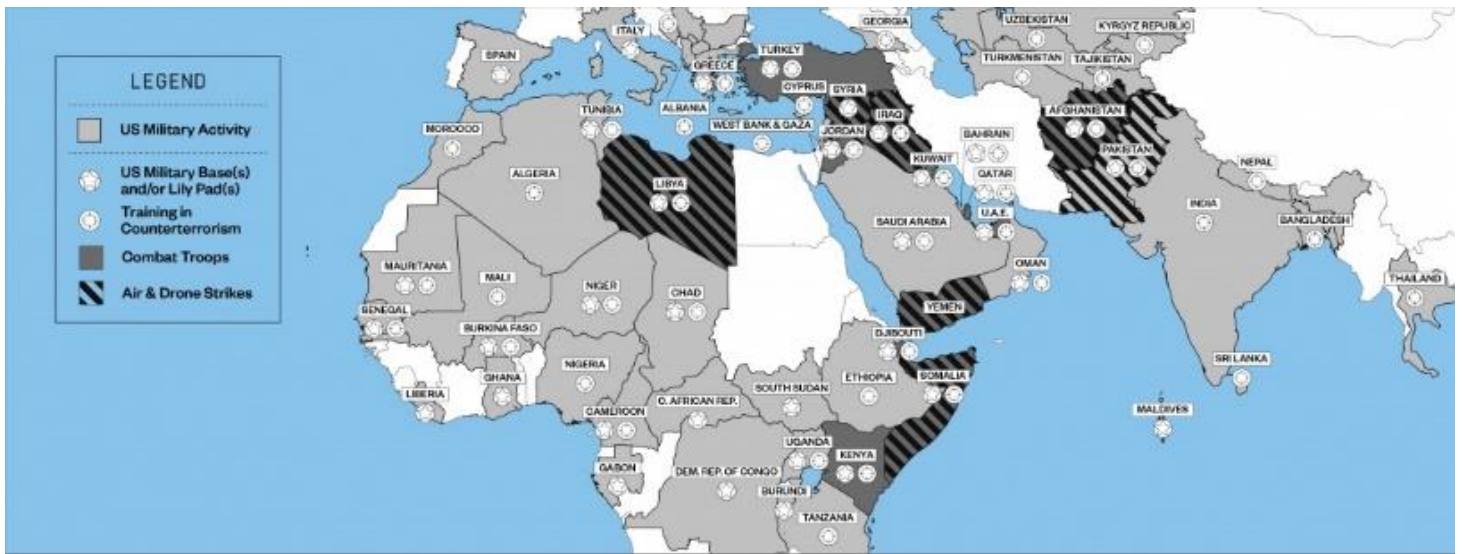 LEGEND
US Military Activity
US Military Base(s)
and/or Lily Pad(s)
Training in
Counterterrorism
Combat Troops
Air & Drone Strikes
GEORGIA
UZBEKISTAN
KYRGYZ REPUBLIC
ITALY
SPAIN
GREECE
TURKEY
TURKMENISTAN
TAJIKISTAN
CYPRUS
SYRIA
TUNISIA
ALBANIA
WEST BANK & GAZA
JORDAN
IRAQ
AFGHANISTAN
MOROCCO
BAHRAIN
PAKISTAN
KUWAIT
NEPAL
ALGERIA
LIBYA
QATAR
INDIA
SAUDI ARABIA
U.A.E.
BANGLADESH
MAURITANIA
MALI
NIGER
CHAD
OMAN
THAILAND
SENEGAL
YEMEN
BURKINA FASO
DJIBOUTI
NIGERIA
SRI LANKA
GHANA
ETHIOPIA
SOMALIA
LIBERIA
SOUTH SUDAN
C. AFRICAN REP.
CAMEROON
MALDIVES
UGANDA
KENYA
GABON
DEM. REP. OF CONGO
BURUNDI
TANZANIA